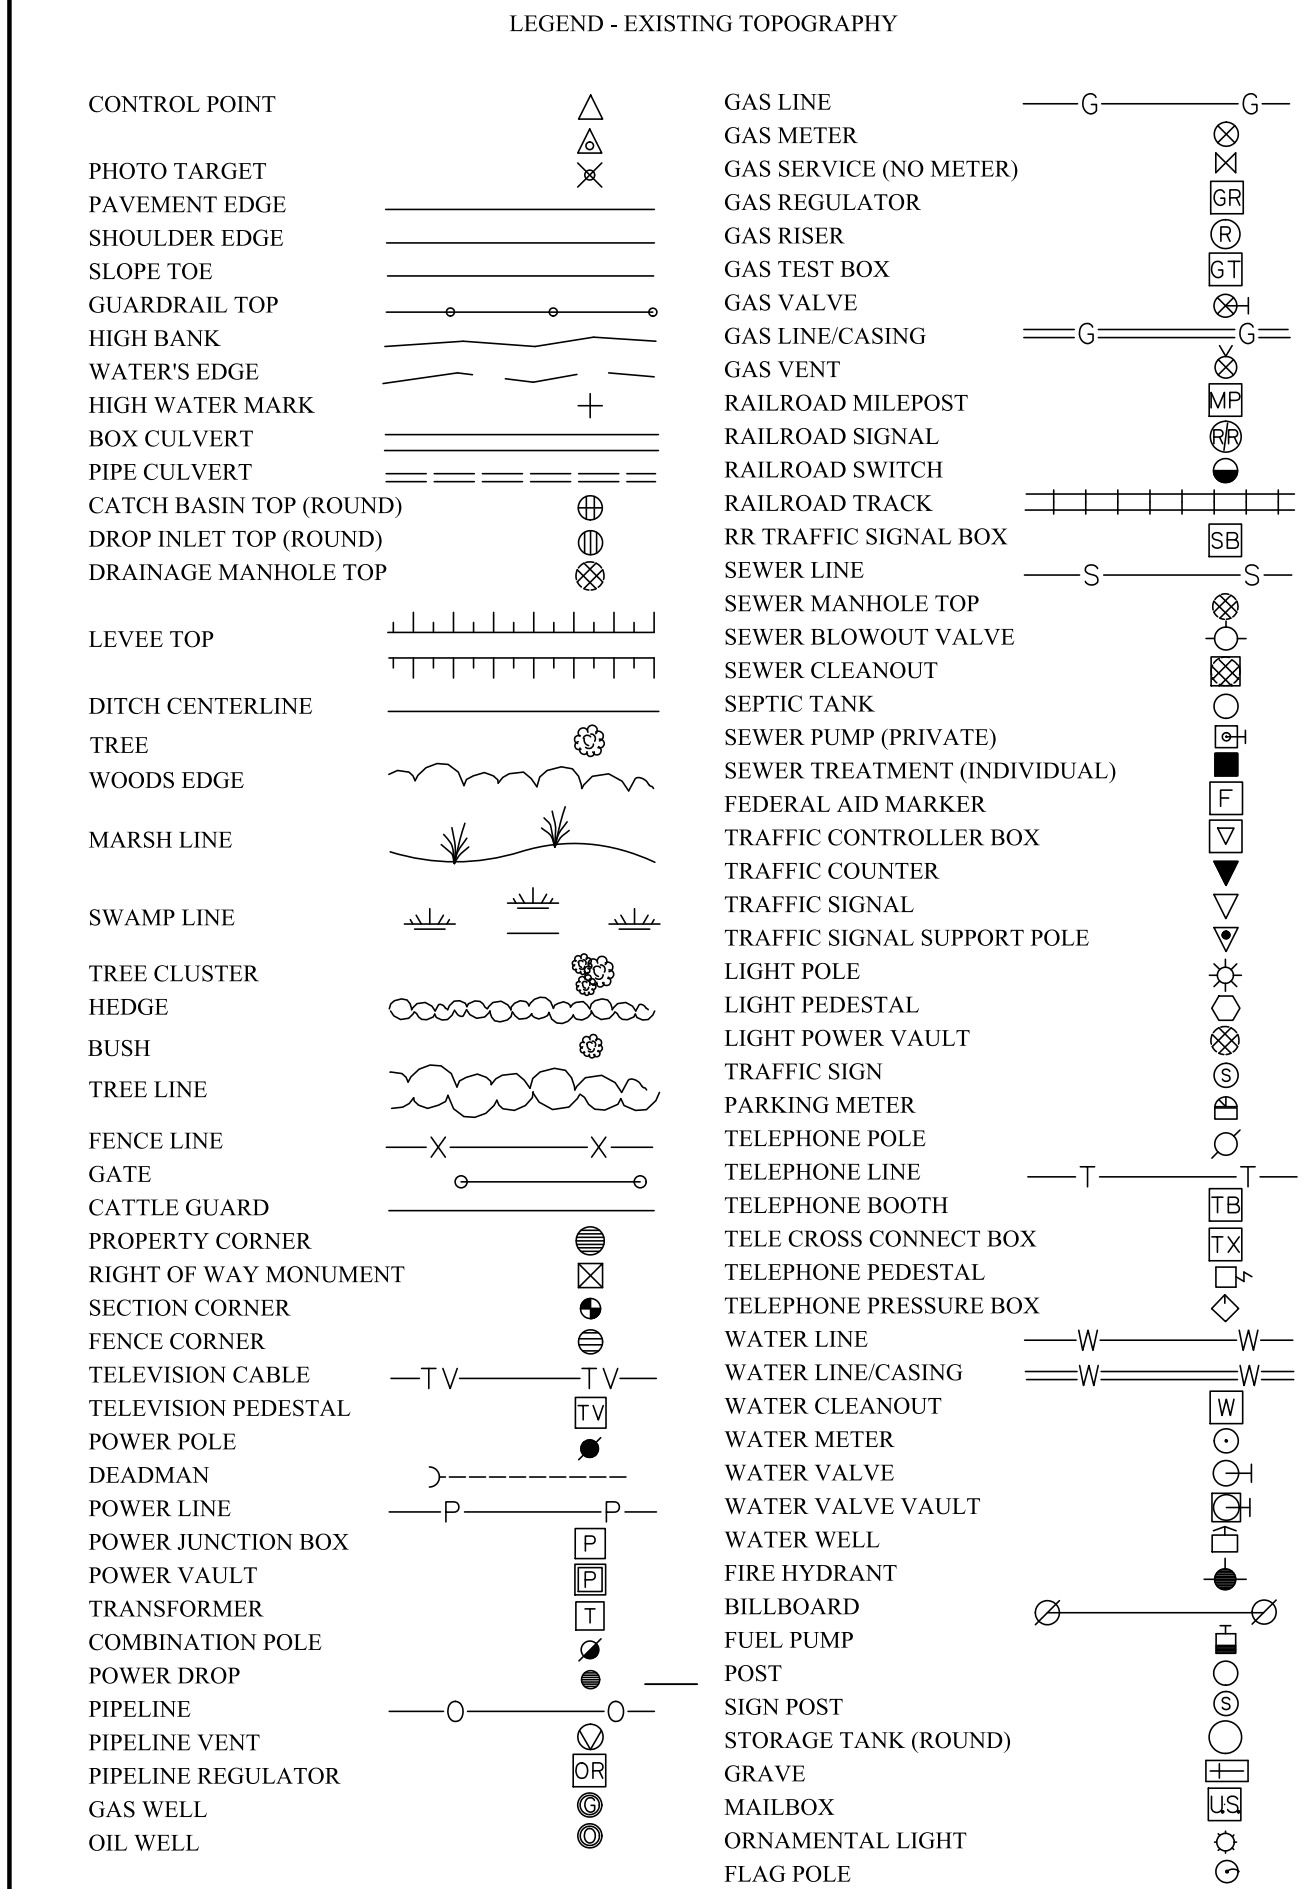 LEGEND - EXISTING TOPOGRAPHY
CONTROL POINT
PHOTO TARGET
PAVEMENT EDGE
SHOULDER EDGE
SLOPE TOE
GUARDRAIL TOP
HIGH BANK
WATER'S EDGE
HIGH WATER MARK
BOX CULVERT
PIPE CULVERT
CATCH BASIN TOP (ROUND)
DROP INLET TOP (ROUND)
DRAINAGE MANHOLE TOP
LEVEE TOP
DITCH CENTERLINE
TREE
WOODS EDGE
MARSH LINE
SWAMP LINE
TREE CLUSTER
HEDGE
BUSH
TREE LINE
FENCE LINE X X
GATE
CATTLE GUARD
PROPERTY CORNER
RIGHT OF WAY MONUMENT
SECTION CORNER
FENCE CORNER
TELEVISION CABLE TV TV
TELEVISION PEDESTAL TV
POWER POLE
DEADMAN
POWER LINE P P
POWER JUNCTION BOX P
POWER VAULT P
TRANSFORMER T
COMBINATION POLE
POWER DROP
PIPELINE O O
PIPELINE VENT
PIPELINE REGULATOR OR
GAS WELL G
OIL WELL O
GAS LINE G G
GAS METER
GAS SERVICE (NO METER)
GAS REGULATOR GR
GAS RISER R
GAS TEST BOX GT
GAS VALVE
GAS LINE/CASING G G
GAS VENT
RAILROAD MILEPOST MP
RAILROAD SIGNAL R/R
RAILROAD SWITCH
RAILROAD TRACK
RR TRAFFIC SIGNAL BOX SB
SEWER LINE S S
SEWER MANHOLE TOP
SEWER BLOWOUT VALVE
SEWER CLEANOUT
SEPTIC TANK
SEWER PUMP (PRIVATE)
SEWER TREATMENT (INDIVIDUAL)
FEDERAL AID MARKER F
TRAFFIC CONTROLLER BOX
TRAFFIC COUNTER
TRAFFIC SIGNAL
TRAFFIC SIGNAL SUPPORT POLE
LIGHT POLE
LIGHT PEDESTAL
LIGHT POWER VAULT
TRAFFIC SIGN S
PARKING METER
TELEPHONE POLE
TELEPHONE LINE T T
TELEPHONE BOOTH TB
TELE CROSS CONNECT BOX TX
TELEPHONE PEDESTAL
TELEPHONE PRESSURE BOX
WATER LINE W W
WATER LINE/CASING W W
WATER CLEANOUT W
WATER METER
WATER VALVE
WATER VALVE VAULT
WATER WELL
FIRE HYDRANT
BILLBOARD
FUEL PUMP
POST
SIGN POST S
STORAGE TANK (ROUND)
GRAVE
MAILBOX U.S.
ORNAMENTAL LIGHT
FLAG POLE